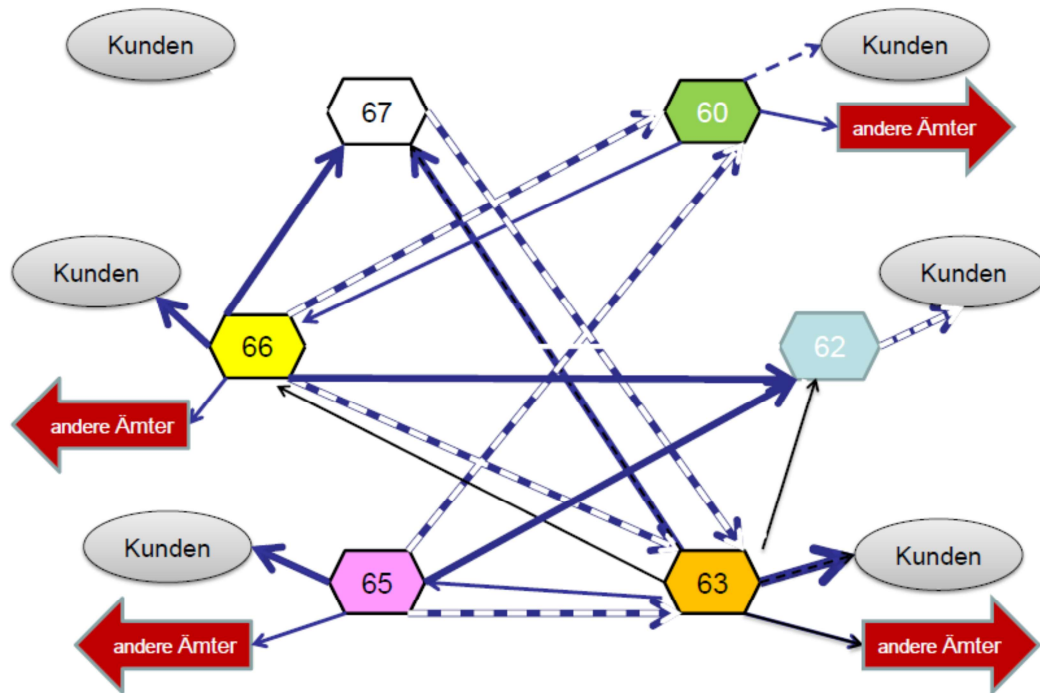 Kunden
Kunden
67
60
andere Ämter
Kunden
Kunden
66
62
andere Ämter
Kunden
Kunden
65
63
andere Ämter
andere Ämter